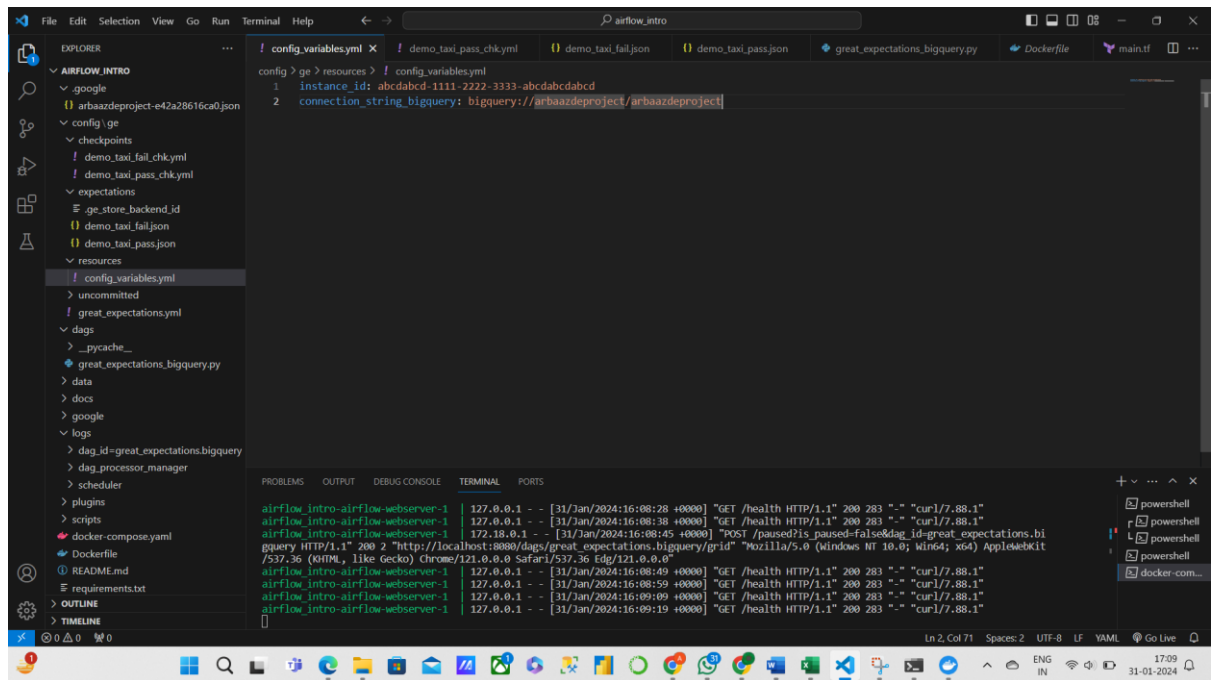 File Edit Selection View Go Run Terminal Help
airflow_intro
EXPLORER
config_variables.yml
demo_taxi_pass_chk.yml
demo_taxi_fail.json
demo_taxi_pass.json
great_expectations_bigquery.py
Dockerfile
main.tf
AIRFLOW_INTRO
.google
arbaazdeproject-e42a28616ca0.json
config \ ge
checkpoints
demo_taxi_fail_chk.yml
demo_taxi_pass_chk.yml
expectations
.ge_store_backend_id
demo_taxi_fail.json
demo_taxi_pass.json
resources
config_variables.yml
uncommitted
great_expectations.yml
dags
__pycache__
great_expectations_bigquery.py
data
docs
google
logs
dag_id=great_expectations.bigquery
dag_processor_manager
scheduler
plugins
scripts
docker-compose.yaml
Dockerfile
README.md
requirements.txt
OUTLINE
TIMELINE
config > ge > resources > ! config_variables.yml
1 instance_id: abcdabcd-1111-2222-3333-abcdabcdabcd
2 connection_string_bigquery: bigquery://arbaazdeproject/arbaazdeproject
PROBLEMS OUTPUT DEBUG CONSOLE TERMINAL PORTS
airflow_intro-airflow-webserver-1 | 127.0.0.1 - - [31/Jan/2024:16:08:28 +0000] "GET /health HTTP/1.1" 200 283 "-" "curl/7.88.1"
airflow_intro-airflow-webserver-1 | 127.0.0.1 - - [31/Jan/2024:16:08:38 +0000] "GET /health HTTP/1.1" 200 283 "-" "curl/7.88.1"
airflow_intro-airflow-webserver-1 | 172.18.0.1 - - [31/Jan/2024:16:08:45 +0000] "POST /paused?is_paused=false&dag_id=great_expectations.bi
gquery HTTP/1.1" 200 2 "http://localhost:8080/dags/great_expectations.bigquery/grid" "Mozilla/5.0 (Windows NT 10.0; Win64; x64) AppleWebKit
/537.36 (KHTML, like Gecko) Chrome/121.0.0.0 Safari/537.36 Edg/121.0.0.0"
airflow_intro-airflow-webserver-1 | 127.0.0.1 - - [31/Jan/2024:16:08:49 +0000] "GET /health HTTP/1.1" 200 283 "-" "curl/7.88.1"
airflow_intro-airflow-webserver-1 | 127.0.0.1 - - [31/Jan/2024:16:08:59 +0000] "GET /health HTTP/1.1" 200 283 "-" "curl/7.88.1"
airflow_intro-airflow-webserver-1 | 127.0.0.1 - - [31/Jan/2024:16:09:09 +0000] "GET /health HTTP/1.1" 200 283 "-" "curl/7.88.1"
airflow_intro-airflow-webserver-1 | 127.0.0.1 - - [31/Jan/2024:16:09:19 +0000] "GET /health HTTP/1.1" 200 283 "-" "curl/7.88.1"
powershell
powershell
powershell
powershell
docker-com...
0 0 0 Ln 2, Col 71 Spaces: 2 UTF-8 LF YAML Go Live
ENG
IN
17:09
31-01-2024